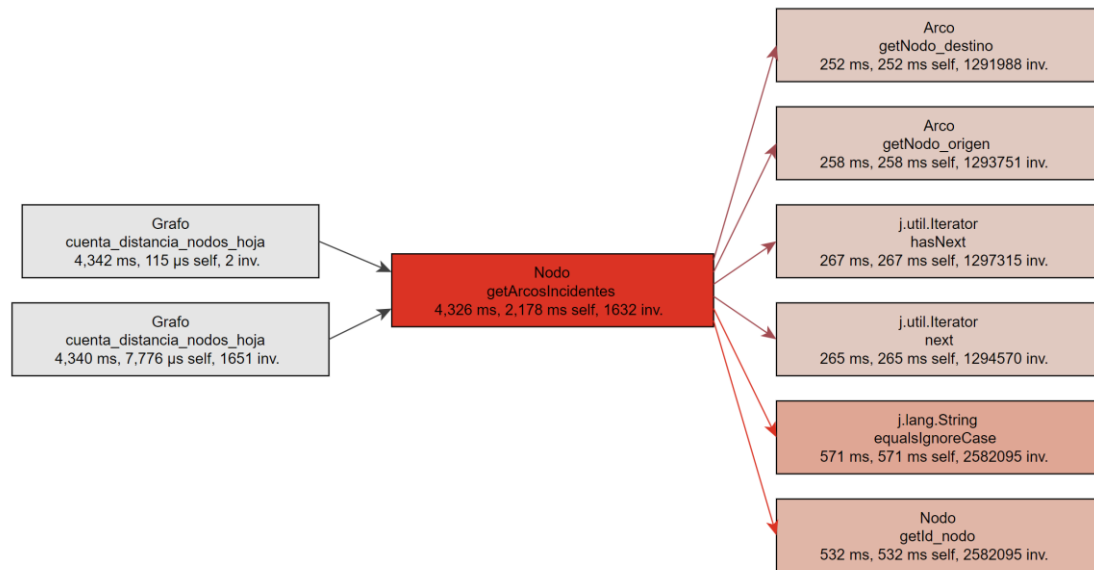 Grafo
cuenta_distancia_nodos_hoja
4,342 ms, 115 µs self, 2 inv.
Grafo
cuenta_distancia_nodos_hoja
4,340 ms, 7,776 µs self, 1651 inv.
Nodo
getArcosIncidentes
4,326 ms, 2,178 ms self, 1632 inv.
Arco
getNodo_destino
252 ms, 252 ms self, 1291988 inv.
Arco
getNodo_origen
258 ms, 258 ms self, 1293751 inv.
j.util.Iterator
hasNext
267 ms, 267 ms self, 1297315 inv.
j.util.Iterator
next
265 ms, 265 ms self, 1294570 inv.
j.lang.String
equalsIgnoreCase
571 ms, 571 ms self, 2582095 inv.
Nodo
getId_nodo
532 ms, 532 ms self, 2582095 inv.